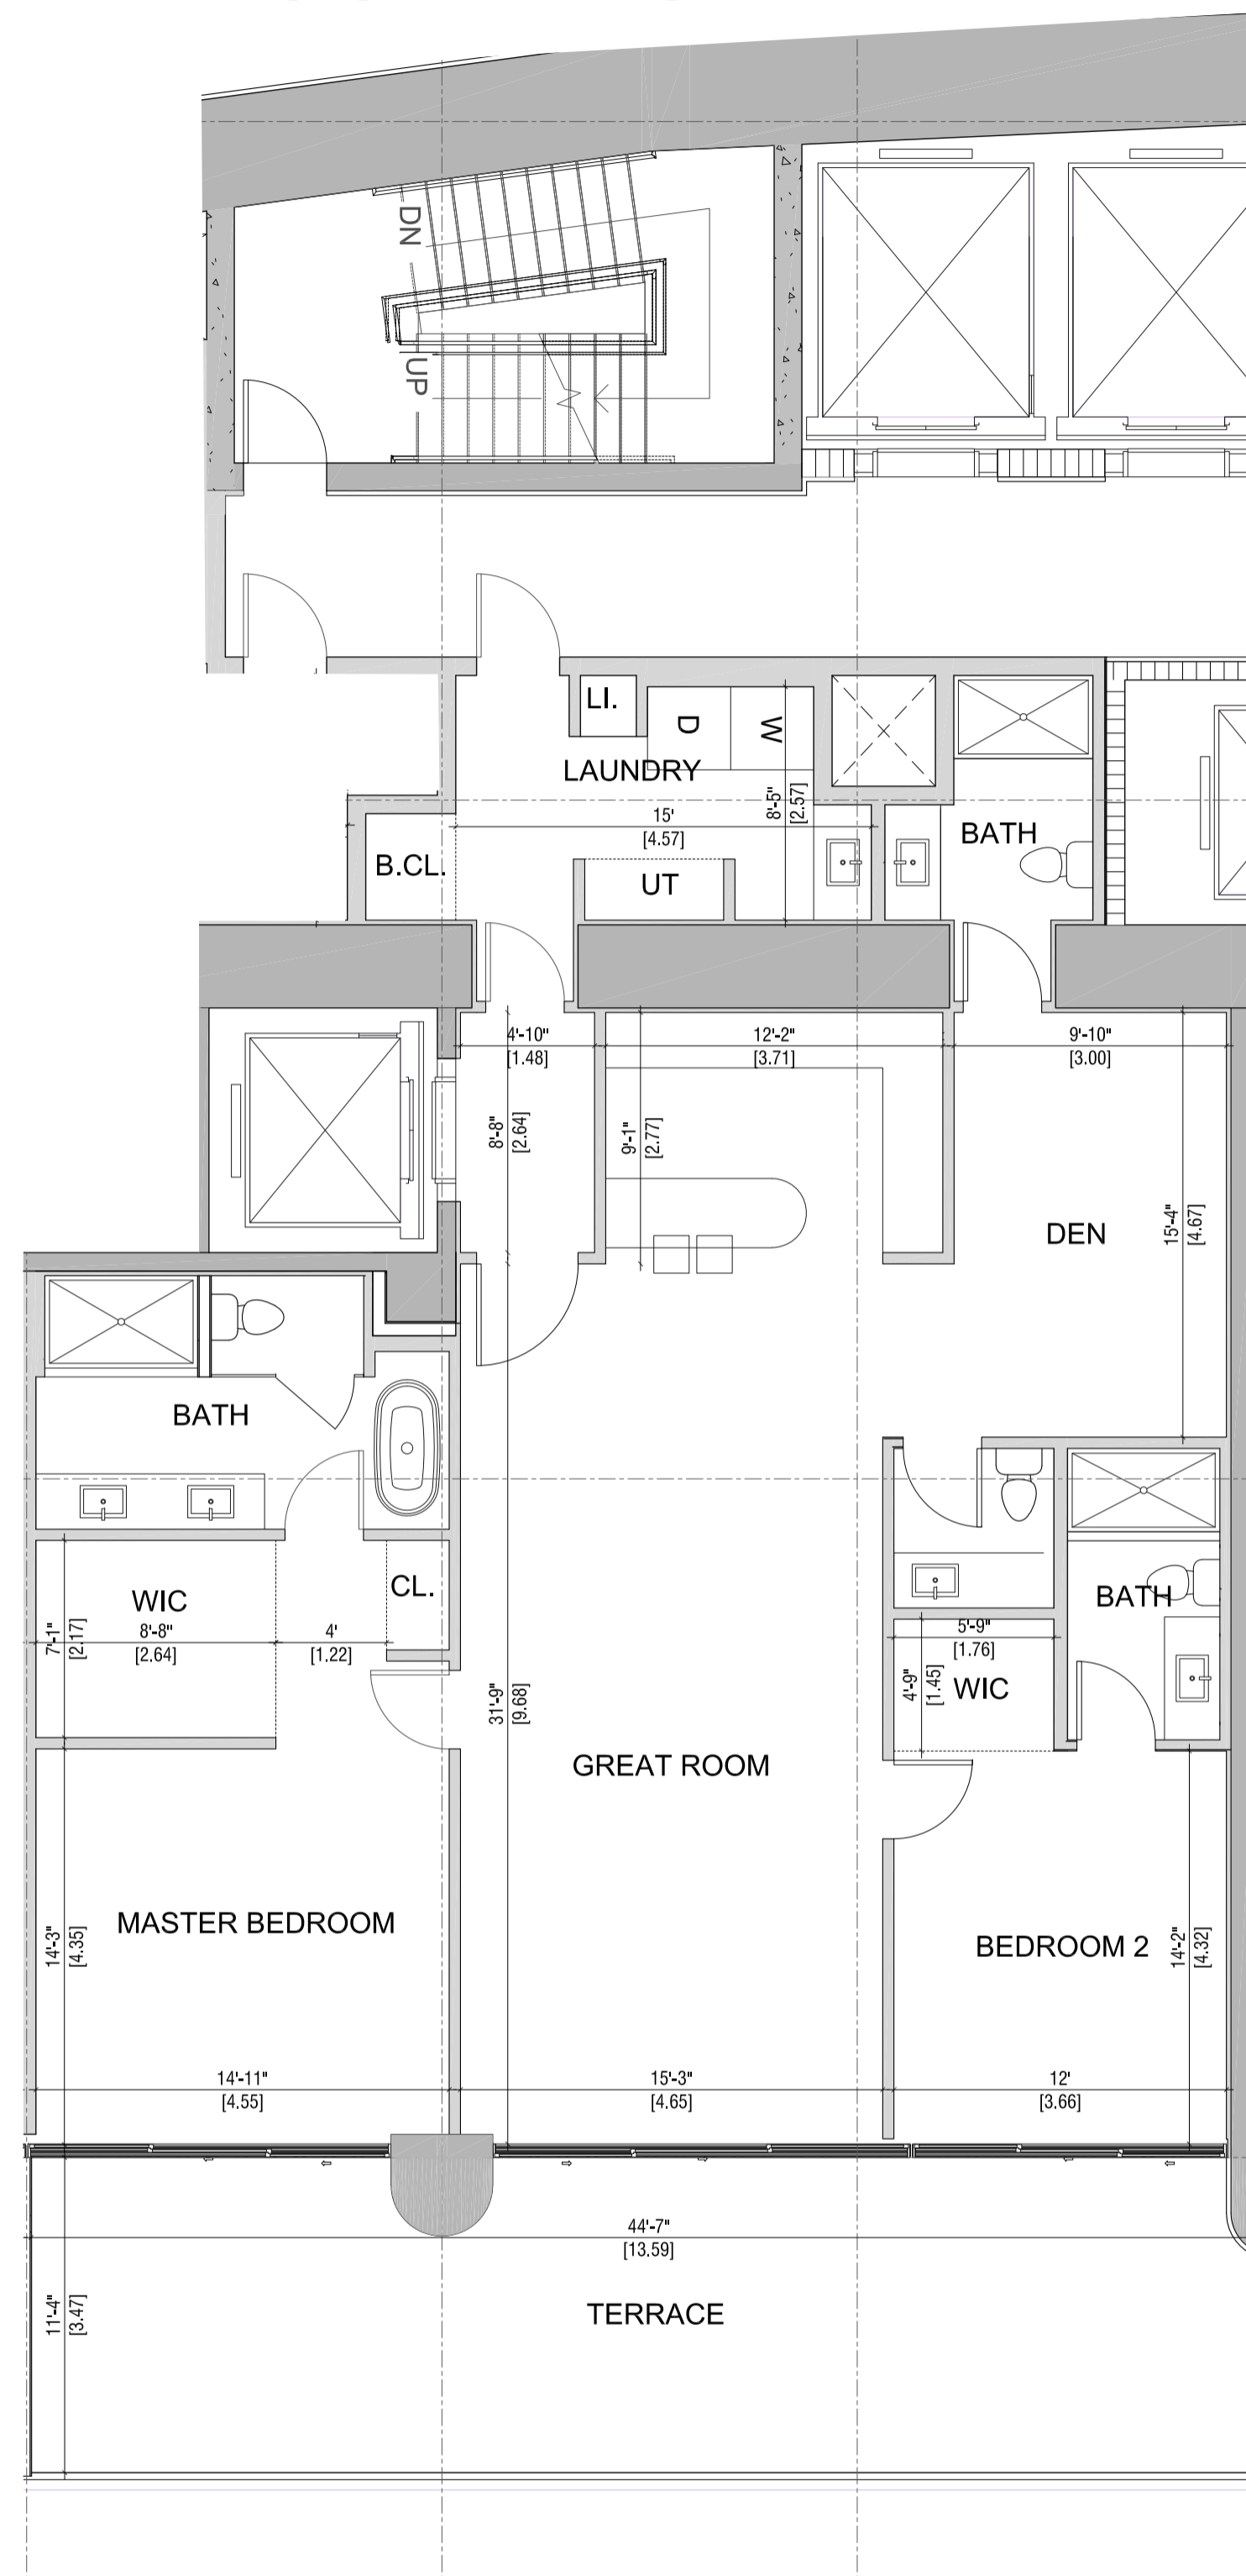 DN
UP
LI.
D
W
LAUNDRY
8'-5"
[2.57]
15'
[4.57]
BATH
B.CL.
UT
4'-10"
[1.48]
12'-2"
[3.71]
9'-10"
[3.00]
8'-8"
[2.64]
9'-1"
[2.77]
15'-4"
[4.67]
DEN
BATH
WIC
CL.
BATH
7'-1"
[2.17]
8'-8"
[2.64]
4'
[1.22]
5'-9"
[1.76]
4'-9"
[1.45]
WIC
31'-9"
[9.68]
GREAT ROOM
MASTER BEDROOM
14'-3"
[4.35]
BEDROOM 2
14'-2"
[4.32]
14'-11"
[4.55]
15'-3"
[4.65]
12'
[3.66]
44'-7"
[13.59]
11'-4"
[3.47]
TERRACE